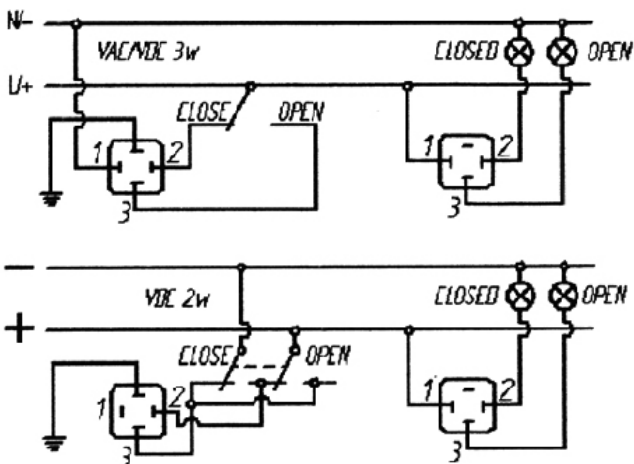 N/-
VAC/VDC 3w
CLOSED OPEN
L/+
CLOSE OPEN
1 2
3
1 2
3
−
VDC 2w
CLOSED OPEN
+
CLOSE OPEN
1 2
3
1 2
3